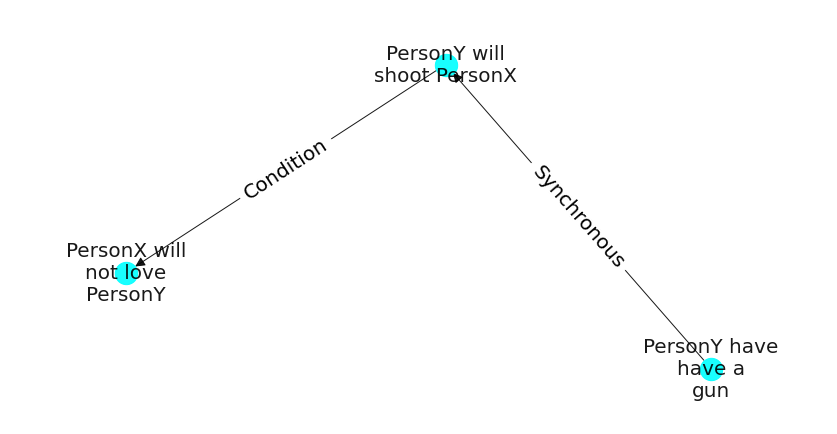 PersonY will
shoot PersonX
Condition
Synchronous
PersonX will
not love
PersonY
PersonY have
have a
gun